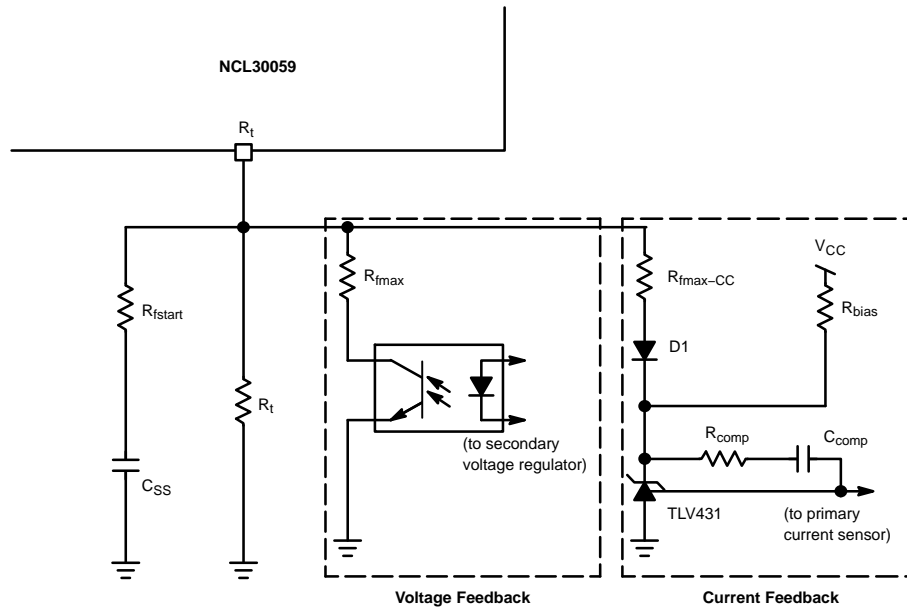 NCL30059
Rt
VCC
Rfmax
Rfmax–CC
Rfstart
Rbias
D1
Rt
Rcomp
Ccomp
(to secondary
voltage regulator)
CSS
TLV431
(to primary
current sensor)
Voltage Feedback
Current Feedback